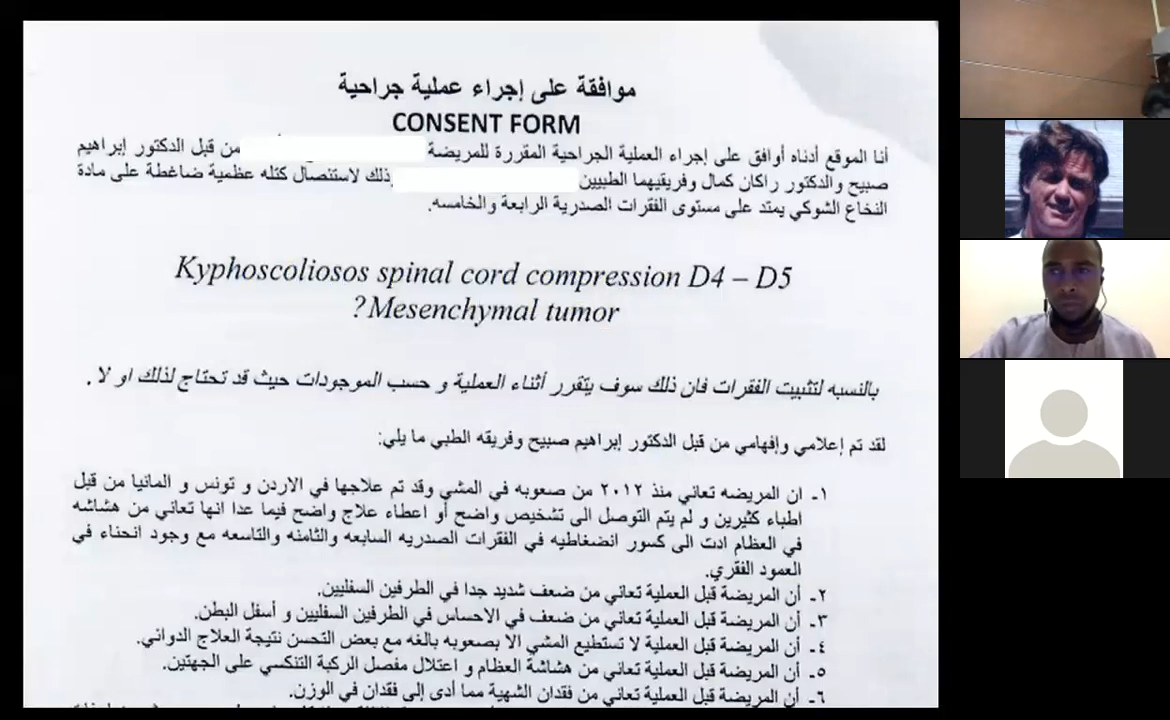 موافقة على إجراء عملية جراحية
CONSENT FORM
أنا الموقع أدناه أوافق على إجراء العملية الجراحية المقررة للمريضة من قبل الدكتور إبراهيم
صبيح والدكتور راكان كمال وفريقيهما الطبيين وذلك لاستئصال كتله عظمية ضاغطة على مادة
النخاع الشوكي يمتد على مستوى الفقرات الصدرية الرابعة والخامسه.
Kyphoscoliosos spinal cord compression D4 – D5
?Mesenchymal tumor
بالنسبه لتثبيت الفقرات فان ذلك سوف يتقرر أثناء العملية و حسب الموجودات حيث قد تحتاج لذلك او لا .
لقد تم إعلامي وإفهامي من قبل الدكتور إبراهيم صبيح وفريقه الطبي ما يلي:
١- ان المريضه تعاني منذ ٢٠١٢ من صعوبه في المشي وقد تم علاجها في الاردن و تونس و المانيا من قبل
اطباء كثيرين و لم يتم التوصل الى تشخيص واضح أو اعطاء علاج واضح فيما عدا انها تعاني من هشاشه
في العظام ادت الى كسور انضغاطيه في الفقرات الصدريه السابعه والثامنه والتاسعه مع وجود انحناء في
العمود الفقري.
٢- أن المريضة قبل العملية تعاني من ضعف شديد جدا في الطرفين السفليين.
٣- أن المريضة قبل العملية تعاني من ضعف في الاحساس في الطرفين السفليين و أسفل البطن.
٤- أن المريضة قبل العملية لا تستطيع المشي الا بصعوبه بالغه مع بعض التحسن نتيجة العلاج الدوائي.
٥- أن المريضة قبل العملية تعاني من هشاشة العظام و اعتلال مفصل الركبة التنكسي على الجهتين.
٦- أن المريضة قبل العملية تعاني من فقدان الشهية مما أدى إلى فقدان في الوزن.